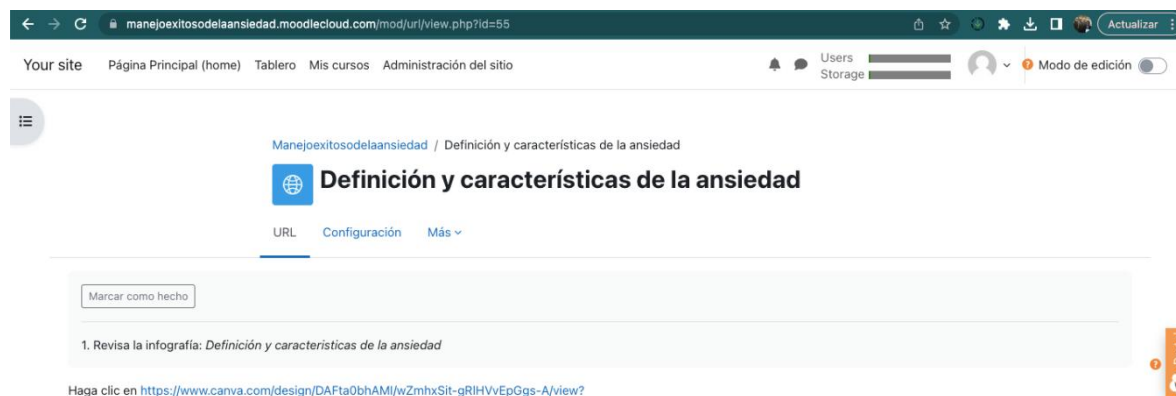 manejoexitosodelaansiedad.moodlecloud.com/mod/url/view.php?id=55
Actualizar
Your site Página Principal (home) Tablero Mis cursos Administración del sitio
Users
Storage
Modo de edición
Manejoexitosodelaansiedad / Definición y características de la ansiedad
Definición y características de la ansiedad
URL Configuración Más
Marcar como hecho
1. Revisa la infografía: Definición y características de la ansiedad
Haga clic en https://www.canva.com/design/DAFta0bhAMI/wZmhxSit-gRIHVvEpGgs-A/view?